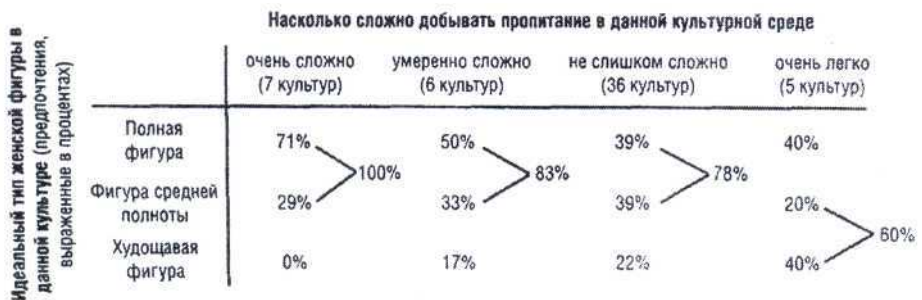 Насколько сложно добывать пропитание в данной культурной среде
Идеальный тип женской фигуры в
данной культуре (предпочтения,
выраженные в процентах)
очень сложно умеренно сложно не слишком сложно очень легко
(7 культур) (6 культур) (36 культур) (5 культур)
Полная
фигура
71% 50% 39% 40%
100% 83% 78%
Фигура средней
полноты
29% 33% 39% 20%
60%
Худощавая
фигура
0% 17% 22% 40%